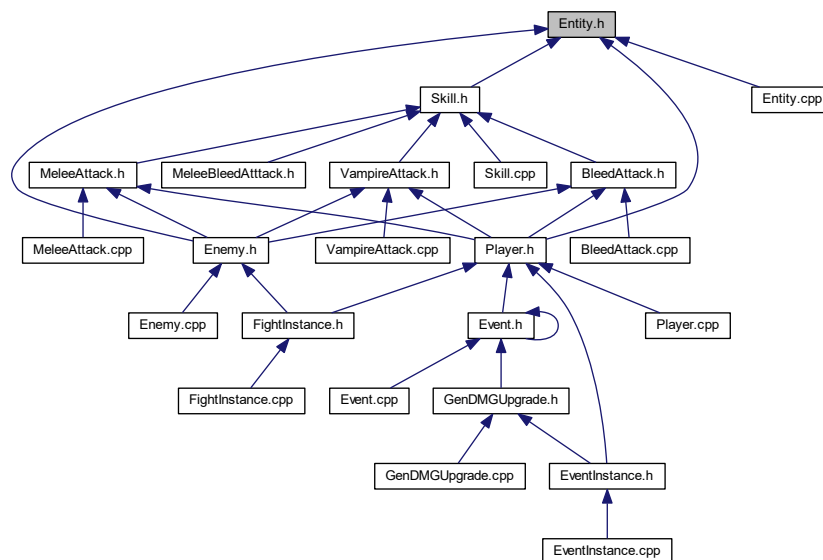 Entity.h
Skill.h
Entity.cpp
MeleeAttack.h
MeleeBleedAtttack.h
VampireAttack.h
Skill.cpp
BleedAttack.h
MeleeAttack.cpp
Enemy.h
VampireAttack.cpp
Player.h
BleedAttack.cpp
Enemy.cpp
FightInstance.h
Event.h
Player.cpp
FightInstance.cpp
Event.cpp
GenDMGUpgrade.h
GenDMGUpgrade.cpp
EventInstance.h
EventInstance.cpp